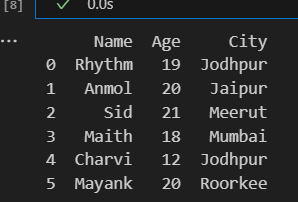 [8] ✓ 0.0s
... Name Age City
0 Rhythm 19 Jodhpur
1 Anmol 20 Jaipur
2 Sid 21 Meerut
3 Maith 18 Mumbai
4 Charvi 12 Jodhpur
5 Mayank 20 Roorkee